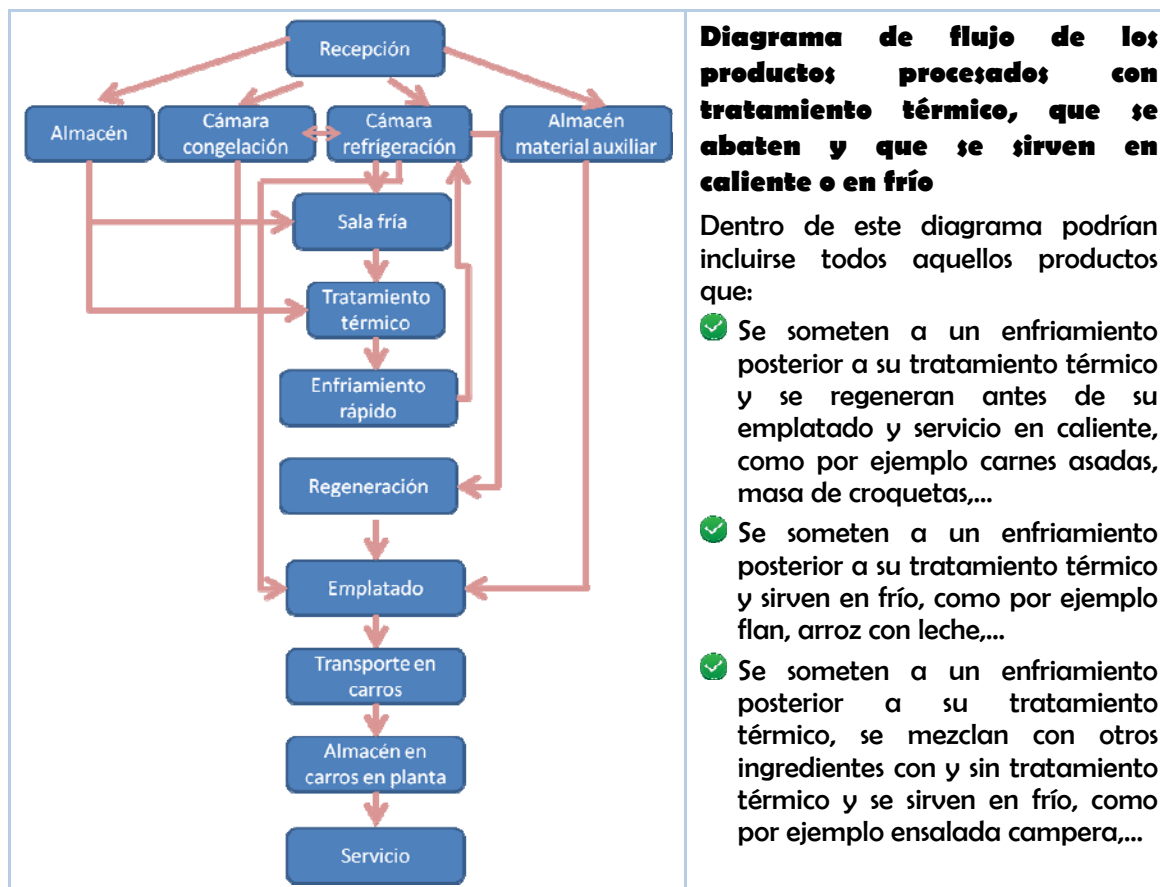 Recepción
Almacén
Cámara
congelación
Cámara
refrigeración
Almacén
material auxiliar
Sala fría
Tratamiento
térmico
Enfriamiento
rápido
Regeneración
Emplatado
Transporte en
carros
Almacén en
carros en planta
Servicio
Diagrama de flujo de los
productos procesados con
tratamiento térmico, que se
abaten y que se sirven en
caliente o en frío
Dentro de este diagrama podrían
incluirse todos aquellos productos
que:
Se someten a un enfriamiento
posterior a su tratamiento térmico
y se regeneran antes de su
emplatado y servicio en caliente,
como por ejemplo carnes asadas,
masa de croquetas,...
Se someten a un enfriamiento
posterior a su tratamiento térmico
y sirven en frío, como por ejemplo
flan, arroz con leche,...
Se someten a un enfriamiento
posterior a su tratamiento
térmico, se mezclan con otros
ingredientes con y sin tratamiento
térmico y se sirven en frío, como
por ejemplo ensalada campera,...